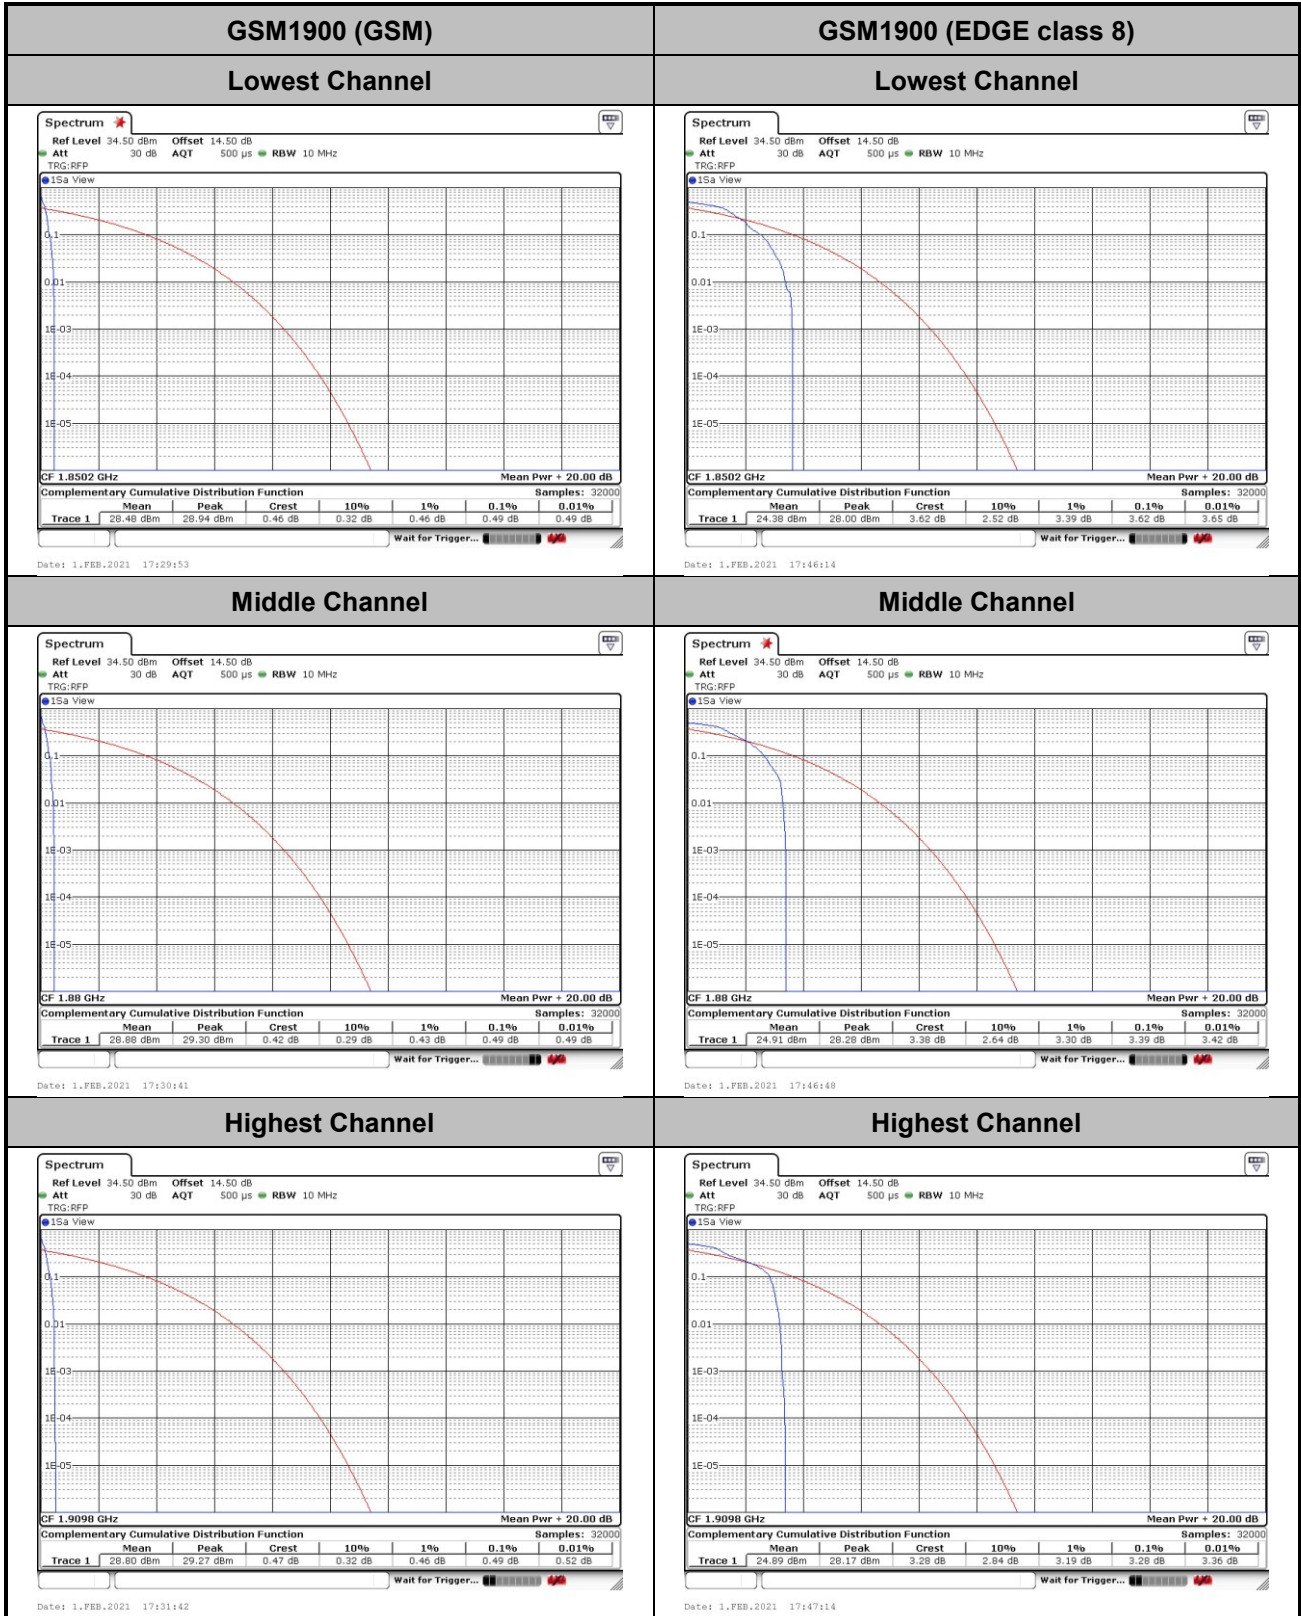 GSM1900 (GSM) GSM1900 (EDGE class 8)
Lowest Channel Lowest Channel
Spectrum
Ref Level 34.50 dBm Offset 14.50 dB
Att 30 dB AQT 500 µs RBW 10 MHz
TRG:RFP
1Sa View
0.1
0.01
1E-03
1E-04
1E-05
CF 1.8502 GHz Mean Pwr + 20.00 dB
Complementary Cumulative Distribution Function Samples: 32000
Mean Peak Crest 10% 1% 0.1% 0.01%
Trace 1 28.48 dBm 28.94 dBm 0.46 dB 0.32 dB 0.46 dB 0.49 dB 0.49 dB
Wait for Trigger...
Date: 1.FEB.2021 17:29:53
Spectrum
Ref Level 34.50 dBm Offset 14.50 dB
Att 30 dB AQT 500 µs RBW 10 MHz
TRG:RFP
1Sa View
0.1
0.01
1E-03
1E-04
1E-05
CF 1.8502 GHz Mean Pwr + 20.00 dB
Complementary Cumulative Distribution Function Samples: 32000
Mean Peak Crest 10% 1% 0.1% 0.01%
Trace 1 24.38 dBm 28.00 dBm 3.62 dB 2.52 dB 3.39 dB 3.62 dB 3.65 dB
Wait for Trigger...
Date: 1.FEB.2021 17:46:14
Middle Channel Middle Channel
Spectrum
Ref Level 34.50 dBm Offset 14.50 dB
Att 30 dB AQT 500 µs RBW 10 MHz
TRG:RFP
1Sa View
0.1
0.01
1E-03
1E-04
1E-05
CF 1.88 GHz Mean Pwr + 20.00 dB
Complementary Cumulative Distribution Function Samples: 32000
Mean Peak Crest 10% 1% 0.1% 0.01%
Trace 1 28.88 dBm 29.30 dBm 0.42 dB 0.29 dB 0.43 dB 0.49 dB 0.49 dB
Wait for Trigger...
Date: 1.FEB.2021 17:30:41
Spectrum
Ref Level 34.50 dBm Offset 14.50 dB
Att 30 dB AQT 500 µs RBW 10 MHz
TRG:RFP
1Sa View
0.1
0.01
1E-03
1E-04
1E-05
CF 1.88 GHz Mean Pwr + 20.00 dB
Complementary Cumulative Distribution Function Samples: 32000
Mean Peak Crest 10% 1% 0.1% 0.01%
Trace 1 24.91 dBm 28.28 dBm 3.38 dB 2.64 dB 3.30 dB 3.39 dB 3.42 dB
Wait for Trigger...
Date: 1.FEB.2021 17:46:48
Highest Channel Highest Channel
Spectrum
Ref Level 34.50 dBm Offset 14.50 dB
Att 30 dB AQT 500 µs RBW 10 MHz
TRG:RFP
1Sa View
0.1
0.01
1E-03
1E-04
1E-05
CF 1.9098 GHz Mean Pwr + 20.00 dB
Complementary Cumulative Distribution Function Samples: 32000
Mean Peak Crest 10% 1% 0.1% 0.01%
Trace 1 28.80 dBm 29.27 dBm 0.47 dB 0.32 dB 0.46 dB 0.49 dB 0.52 dB
Wait for Trigger...
Date: 1.FEB.2021 17:31:42
Spectrum
Ref Level 34.50 dBm Offset 14.50 dB
Att 30 dB AQT 500 µs RBW 10 MHz
TRG:RFP
1Sa View
0.1
0.01
1E-03
1E-04
1E-05
CF 1.9098 GHz Mean Pwr + 20.00 dB
Complementary Cumulative Distribution Function Samples: 32000
Mean Peak Crest 10% 1% 0.1% 0.01%
Trace 1 24.89 dBm 28.17 dBm 3.28 dB 2.84 dB 3.19 dB 3.28 dB 3.36 dB
Wait for Trigger...
Date: 1.FEB.2021 17:47:14